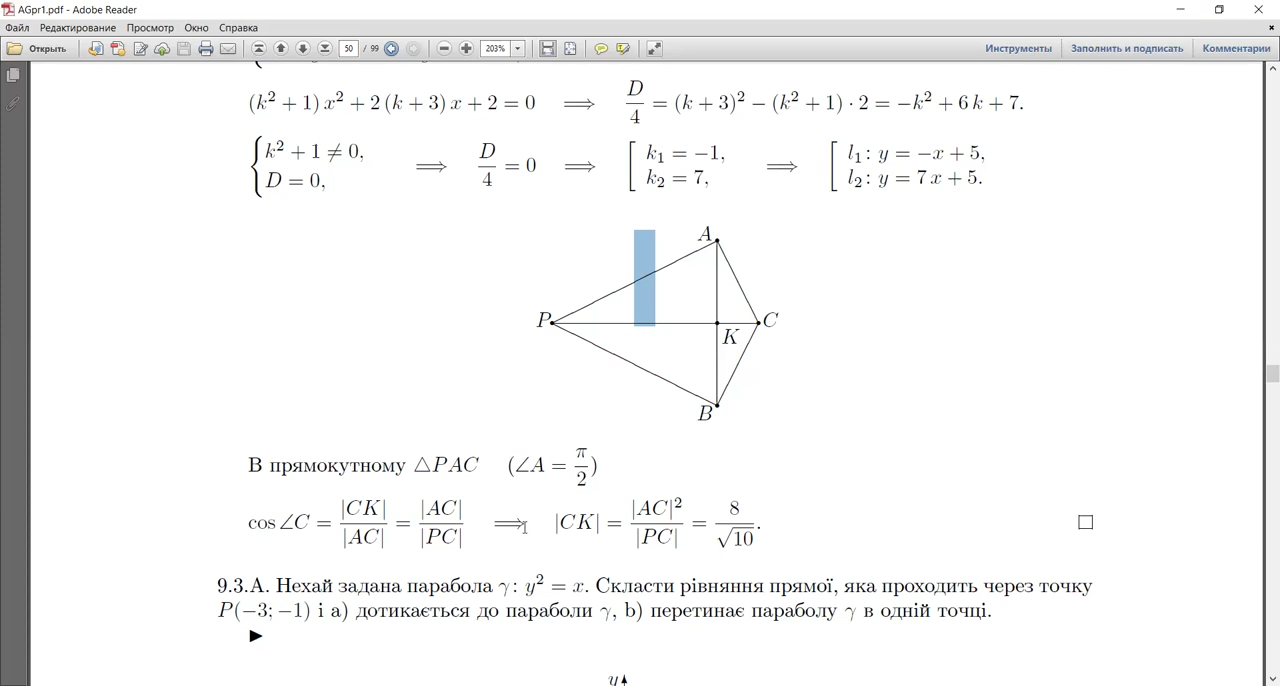 AGpr1.pdf - Adobe Reader
Файл Редактирование Просмотр Окно Справка
Открыть 50 / 99 203% Инструменты Заполнить и подписать Комментарии
(k² + 1) x² + 2 (k + 3) x + 2 = 0 ⟹ D/4 = (k + 3)² − (k² + 1) · 2 = −k² + 6 k + 7.
{ k² + 1 ≠ 0, D = 0, ⟹ D/4 = 0 ⟹ [ k₁ = −1, k₂ = 7, ⟹ [ l₁ : y = −x + 5, l₂ : y = 7 x + 5.
A
P
K
C
B
В прямокутному △PAC (∠A = π/2)
cos ∠C = |CK|/|AC| = |AC|/|PC| ⟹ |CK| = |AC|²/|PC| = 8/√10. □
9.3.A. Нехай задана парабола γ : y² = x. Скласти рівняння прямої, яка проходить через точку
P(−3; −1) і a) дотикається до параболи γ, b) перетинає параболу γ в одній точці.
▶
y